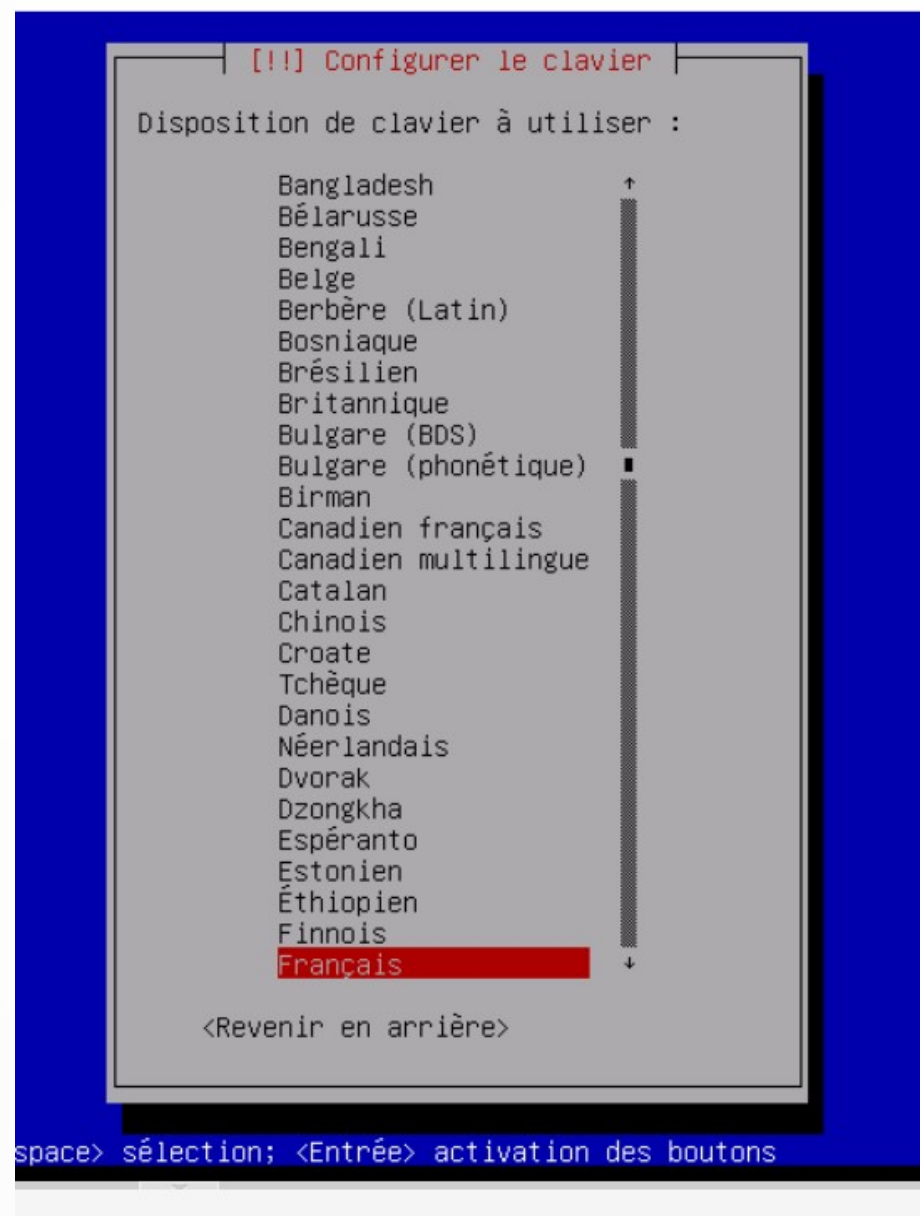 [!!] Configurer le clavier
Disposition de clavier à utiliser :
Bangladesh
Bélarusse
Bengali
Belge
Berbère (Latin)
Bosniaque
Brésilien
Britannique
Bulgare (BDS)
Bulgare (phonétique)
Birman
Canadien français
Canadien multilingue
Catalan
Chinois
Croate
Tchèque
Danois
Néerlandais
Dvorak
Dzongkha
Espéranto
Estonien
Éthiopien
Finnois
Français
<Revenir en arrière>
space> sélection; <Entrée> activation des boutons